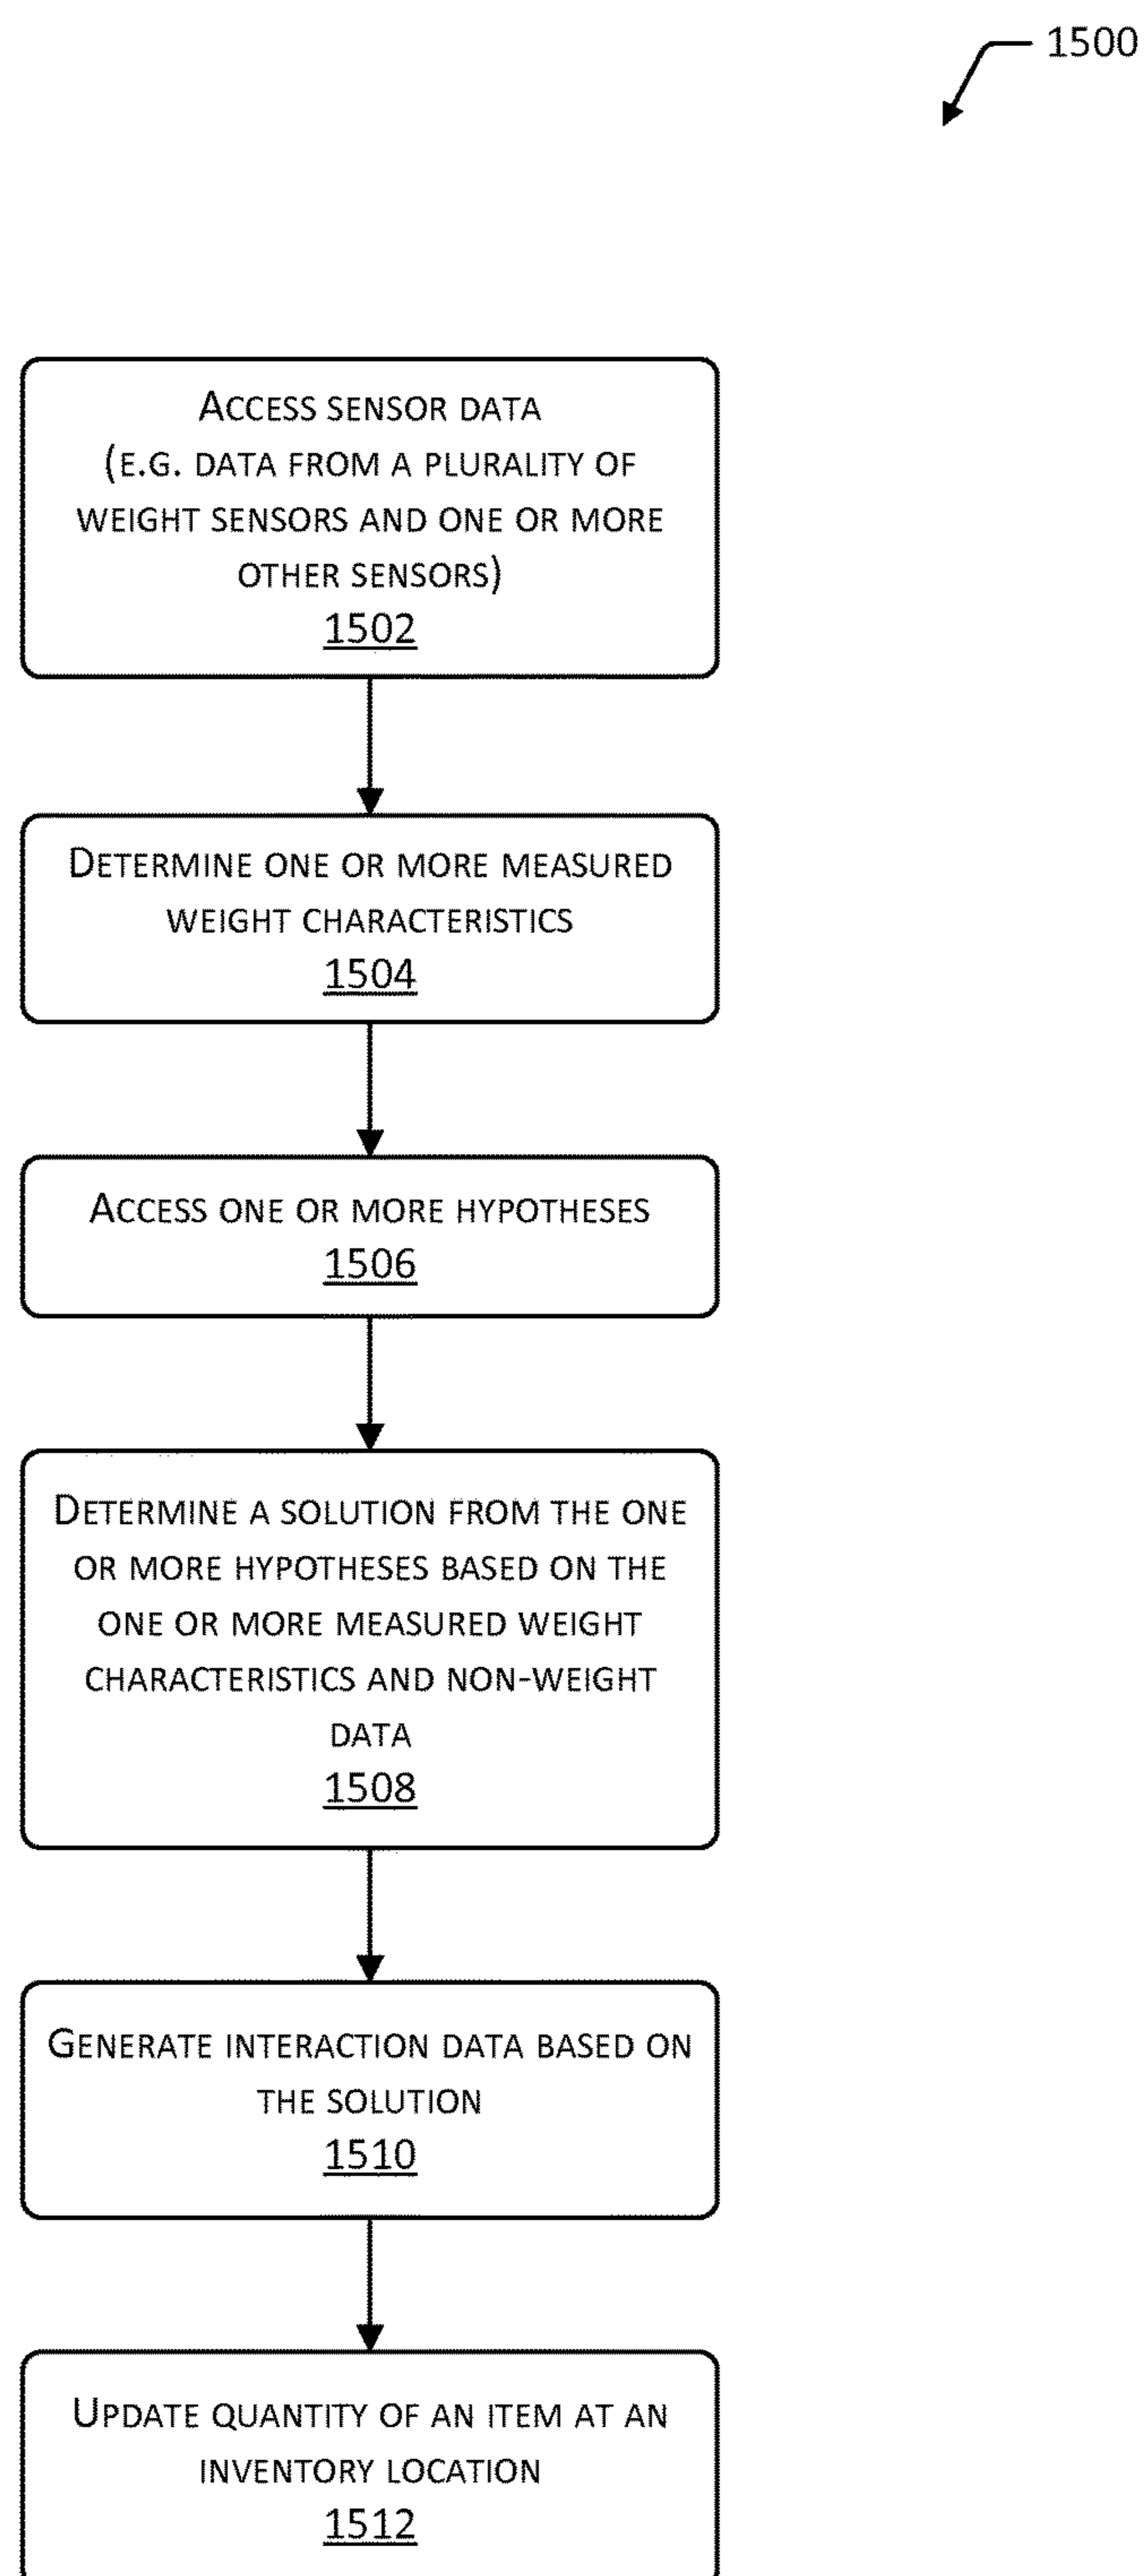 1500
ACCESS SENSOR DATA
(E.G. DATA FROM A PLURALITY OF
WEIGHT SENSORS AND ONE OR MORE
OTHER SENSORS)
1502
DETERMINE ONE OR MORE MEASURED
WEIGHT CHARACTERISTICS
1504
ACCESS ONE OR MORE HYPOTHESES
1506
DETERMINE A SOLUTION FROM THE ONE
OR MORE HYPOTHESES BASED ON THE
ONE OR MORE MEASURED WEIGHT
CHARACTERISTICS AND NON-WEIGHT
DATA
1508
GENERATE INTERACTION DATA BASED ON
THE SOLUTION
1510
UPDATE QUANTITY OF AN ITEM AT AN
INVENTORY LOCATION
1512